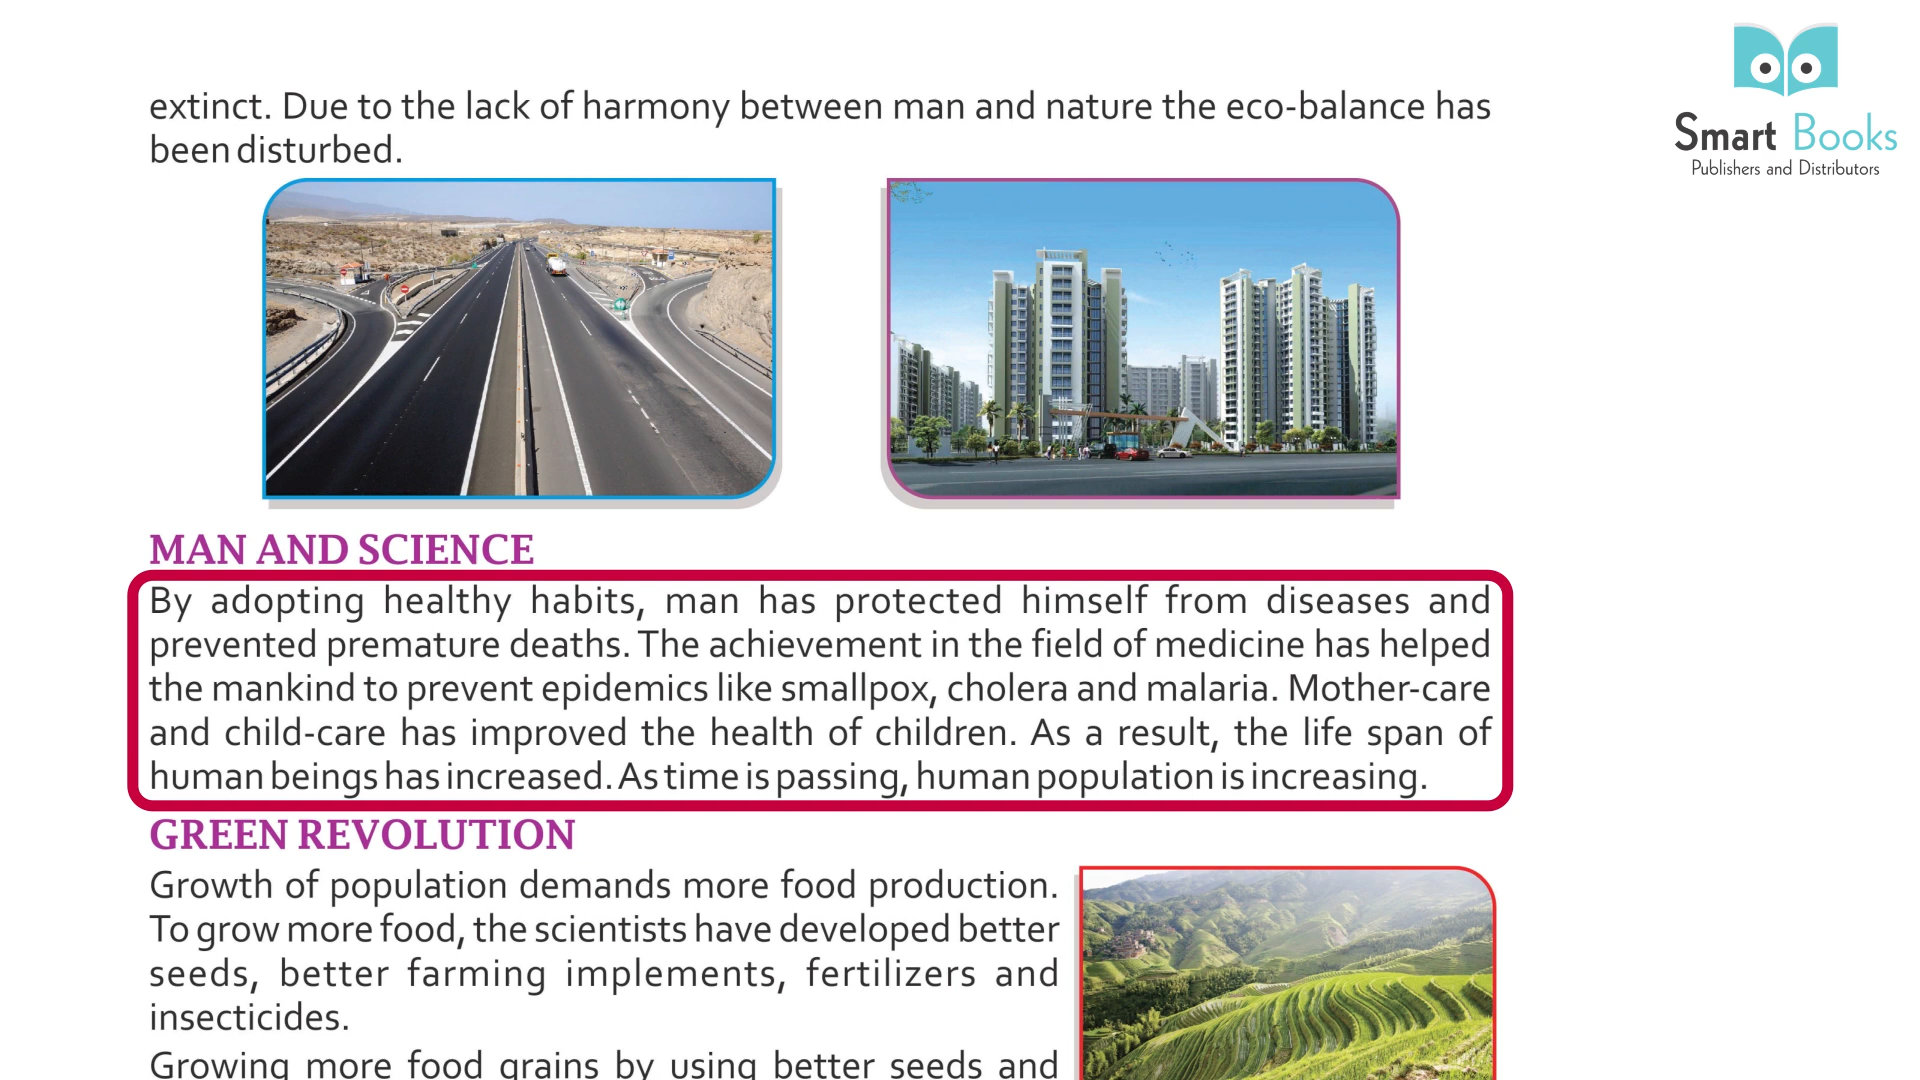 extinct. Due to the lack of harmony between man and nature the eco-balance has
been disturbed.
Smart Books
Publishers and Distributors
MAN AND SCIENCE
By adopting healthy habits, man has protected himself from diseases and
prevented premature deaths. The achievement in the field of medicine has helped
the mankind to prevent epidemics like smallpox, cholera and malaria. Mother-care
and child-care has improved the health of children. As a result, the life span of
human beings has increased. As time is passing, human population is increasing.
GREEN REVOLUTION
Growth of population demands more food production.
To grow more food, the scientists have developed better
seeds, better farming implements, fertilizers and
insecticides.
Growing more food grains by using better seeds and